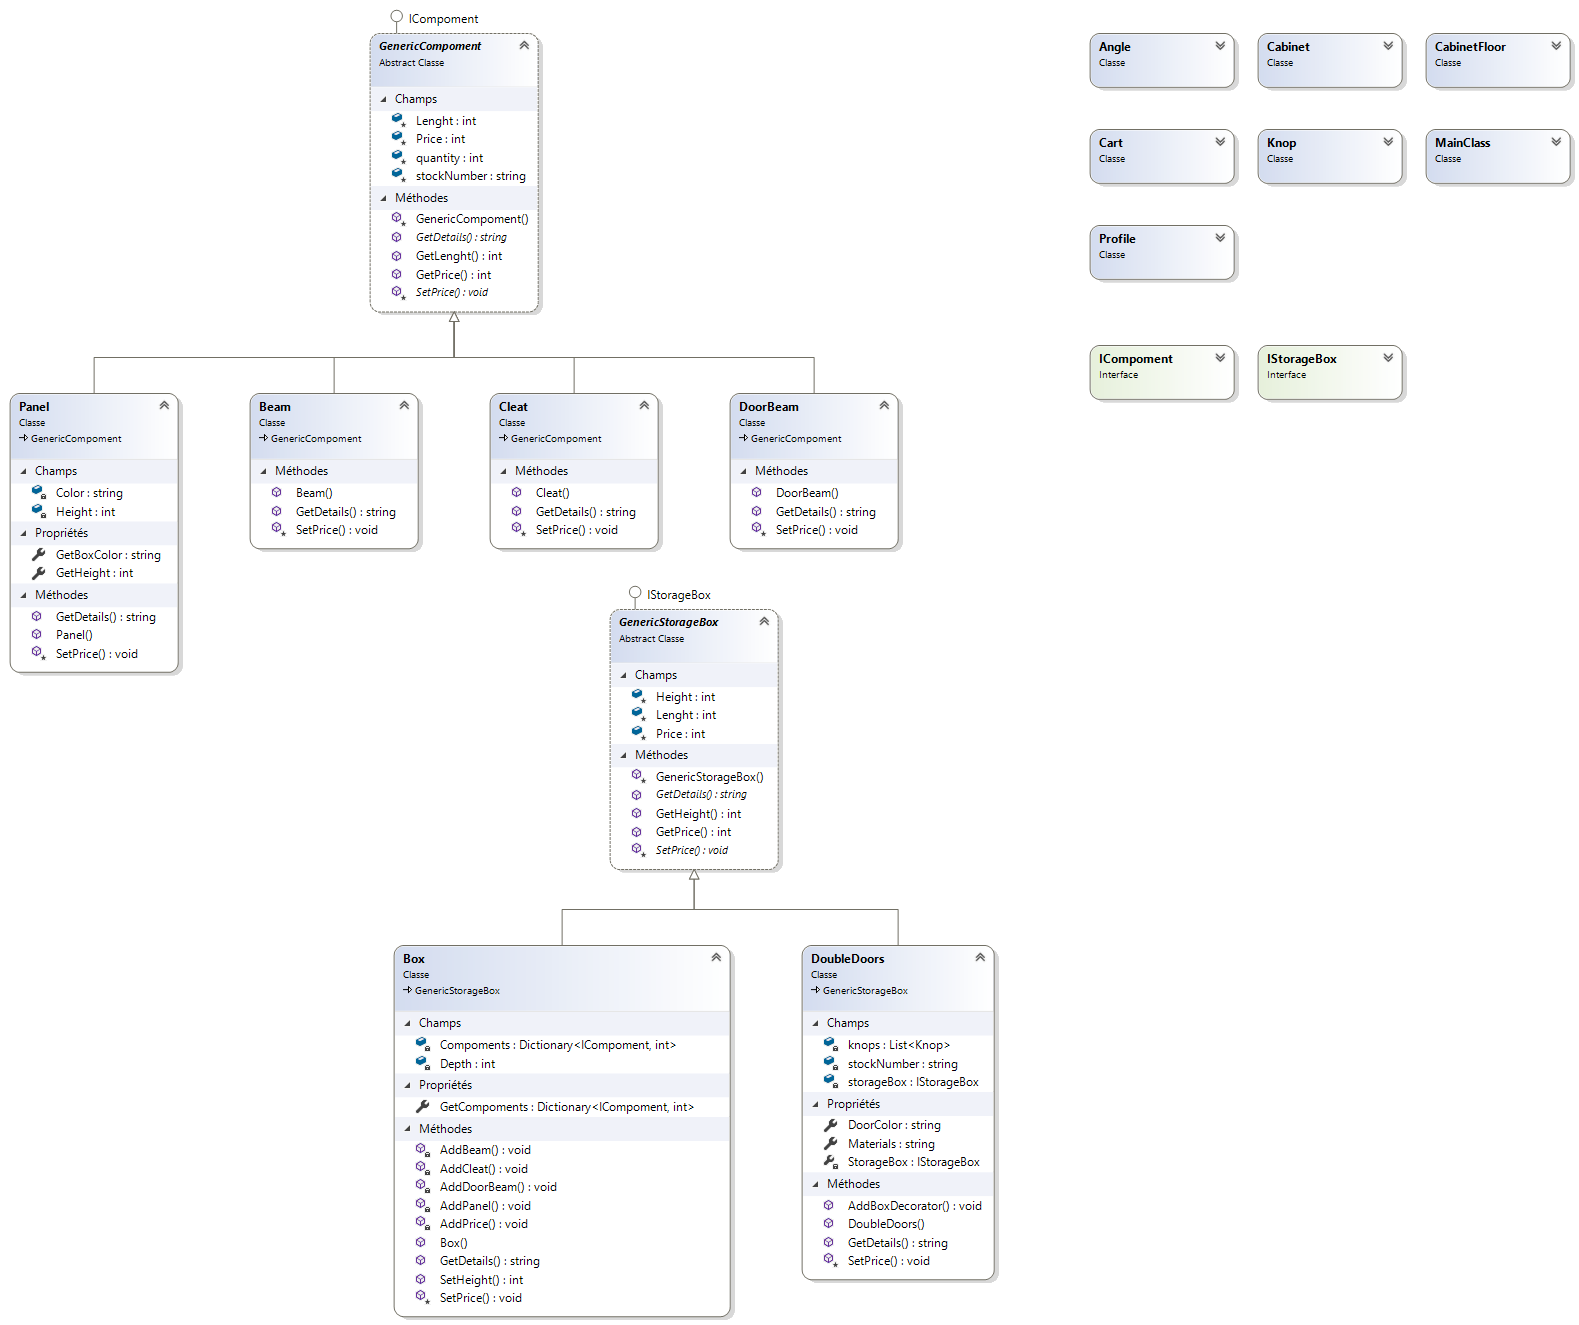 IComponent
GenericCompoment
Abstract Classe
Champs
Lenght : int
Price : int
quantity : int
stockNumber : string
Méthodes
GenericCompoment()
GetDetails() : string
GetLenght() : int
GetPrice() : int
SetPrice() : void
Panel
Classe
GenericCompoment
Champs
Color : string
Height : int
Propriétés
GetBoxColor : string
GetHeight : int
Méthodes
GetDetails() : string
Panel()
SetPrice() : void
Beam
Classe
GenericCompoment
Méthodes
Beam()
GetDetails() : string
SetPrice() : void
Cleat
Classe
GenericCompoment
Méthodes
Cleat()
GetDetails() : string
SetPrice() : void
DoorBeam
Classe
GenericCompoment
Méthodes
DoorBeam()
GetDetails() : string
SetPrice() : void
IStorageBox
GenericStorageBox
Abstract Classe
Champs
Height : int
Lenght : int
Price : int
Méthodes
GenericStorageBox()
GetDetails() : string
GetHeight() : int
GetPrice() : int
SetPrice() : void
Box
Classe
GenericStorageBox
Champs
Compoments : Dictionary<ICompoment, int>
Depth : int
Propriétés
GetCompoments : Dictionary<ICompoment, int>
Méthodes
AddBeam() : void
AddCleat() : void
AddDoorBeam() : void
AddPanel() : void
AddPrice() : void
Box()
GetDetails() : string
SetHeight() : int
SetPrice() : void
DoubleDoors
Classe
GenericStorageBox
Champs
knops : List<Knop>
stockNumber : string
storageBox : IStorageBox
Propriétés
DoorColor : string
Materials : string
StorageBox : IStorageBox
Méthodes
AddBoxDecorator() : void
DoubleDoors()
GetDetails() : string
SetPrice() : void
Angle
Classe
Cabinet
Classe
CabinetFloor
Classe
Cart
Classe
Knop
Classe
MainClass
Classe
Profile
Classe
ICompoment
Interface
IStorageBox
Interface